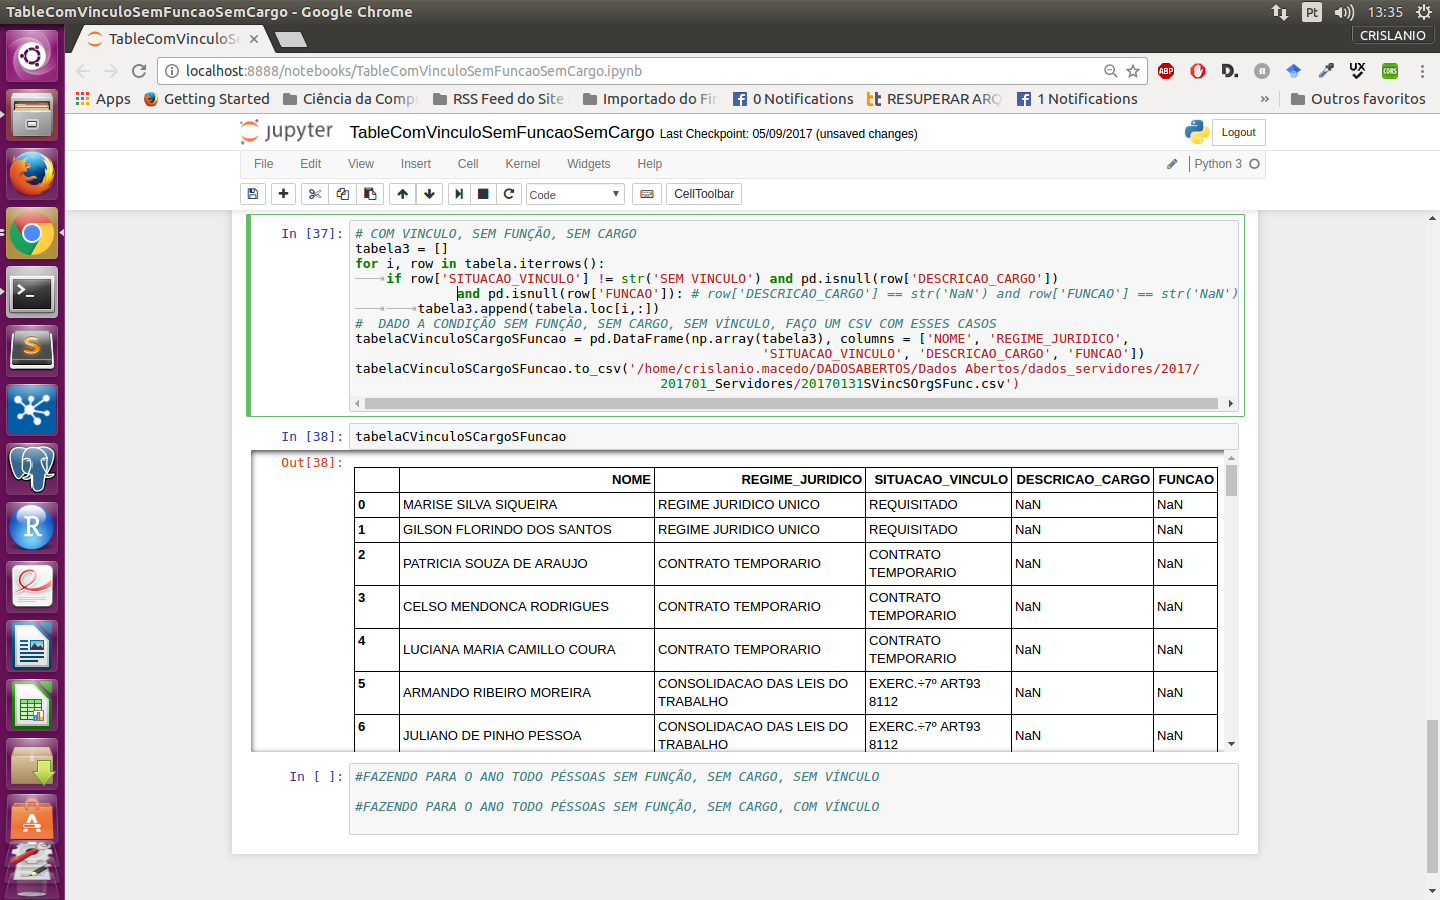 TableComVinculoSemFuncaoSemCargo - Google Chrome
Pt 13:35
TableComVinculoSe
CRISLANIO
localhost:8888/notebooks/TableComVinculoSemFuncaoSemCargo.ipynb
ABP D. UX CORS
Apps Getting Started Ciência da Comp RSS Feed do Site Importado do Fir 0 Notifications RESUPERAR ARQ 1 Notifications » Outros favoritos
jupyter TableComVinculoSemFuncaoSemCargo Last Checkpoint: 05/09/2017 (unsaved changes) Logout
File Edit View Insert Cell Kernel Widgets Help Python 3
Code CellToolbar
In [37]: # COM VINCULO, SEM FUNÇÃO, SEM CARGO
tabela3 = []
for i, row in tabela.iterrows():
if row['SITUACAO_VINCULO'] != str('SEM VINCULO') and pd.isnull(row['DESCRICAO_CARGO'])
and pd.isnull(row['FUNCAO']): # row['DESCRICAO_CARGO'] == str('NaN') and row['FUNCAO'] == str('NaN')
tabela3.append(tabela.loc[i,:])
# DADO A CONDIÇÃO SEM FUNÇÃO, SEM CARGO, SEM VÍNCULO, FAÇO UM CSV COM ESSES CASOS
tabelaCVinculoSCargoSFuncao = pd.DataFrame(np.array(tabela3), columns = ['NOME', 'REGIME_JURIDICO',
'SITUACAO_VINCULO', 'DESCRICAO_CARGO', 'FUNCAO'])
tabelaCVinculoSCargoSFuncao.to_csv('/home/crislanio.macedo/DADOSABERTOS/Dados Abertos/dados_servidores/2017/
201701_Servidores/20170131SVincSOrgSFunc.csv')
In [38]: tabelaCVinculoSCargoSFuncao
Out[38]:
NOME REGIME_JURIDICO SITUACAO_VINCULO DESCRICAO_CARGO FUNCAO
0 MARISE SILVA SIQUEIRA REGIME JURIDICO UNICO REQUISITADO NaN NaN
1 GILSON FLORINDO DOS SANTOS REGIME JURIDICO UNICO REQUISITADO NaN NaN
2 PATRICIA SOUZA DE ARAUJO CONTRATO TEMPORARIO CONTRATO TEMPORARIO NaN NaN
3 CELSO MENDONCA RODRIGUES CONTRATO TEMPORARIO CONTRATO TEMPORARIO NaN NaN
4 LUCIANA MARIA CAMILLO COURA CONTRATO TEMPORARIO CONTRATO TEMPORARIO NaN NaN
5 ARMANDO RIBEIRO MOREIRA CONSOLIDACAO DAS LEIS DO TRABALHO EXERC.÷7º ART93 8112 NaN NaN
6 JULIANO DE PINHO PESSOA CONSOLIDACAO DAS LEIS DO TRABALHO EXERC.÷7º ART93 8112 NaN NaN
In [ ]: #FAZENDO PARA O ANO TODO PÉSSOAS SEM FUNÇÃO, SEM CARGO, SEM VÍNCULO
#FAZENDO PARA O ANO TODO PÉSSOAS SEM FUNÇÃO, SEM CARGO, COM VÍNCULO